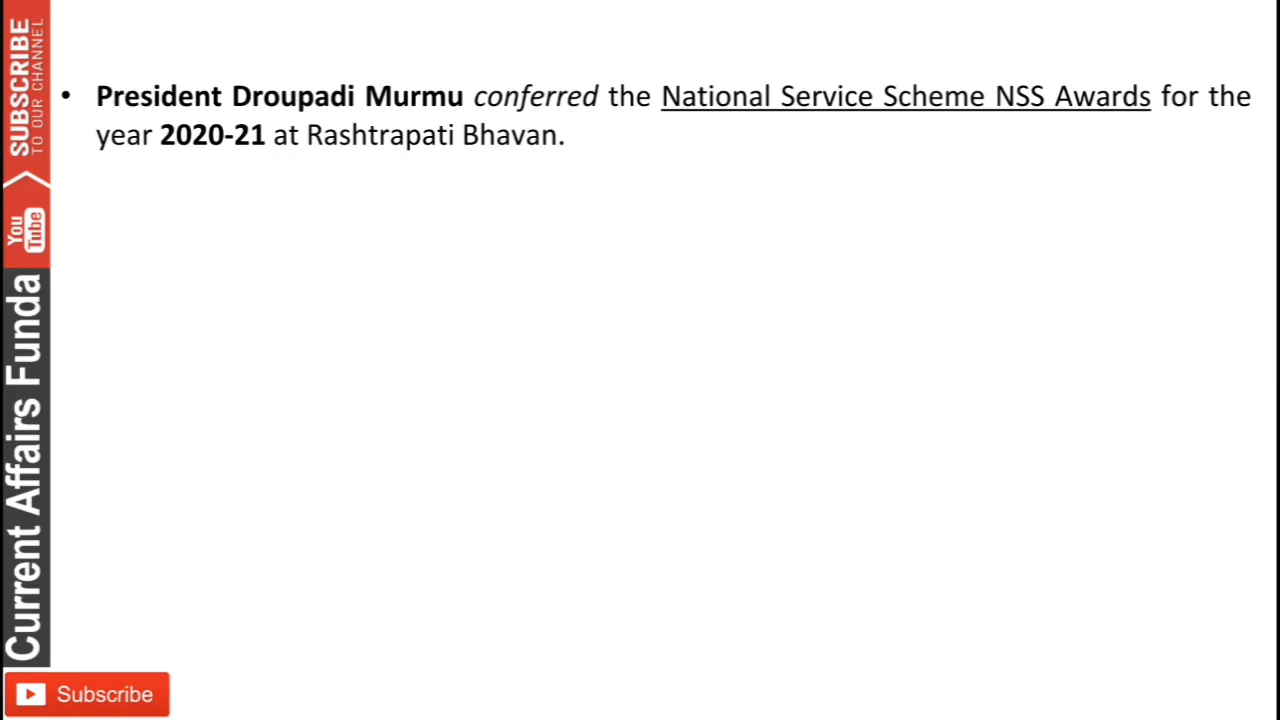 • President Droupadi Murmu conferred the National Service Scheme NSS Awards for the
year 2020-21 at Rashtrapati Bhavan.
SUBSCRIBE
TO OUR CHANNEL
You
Tube
Current Affairs Funda
Subscribe